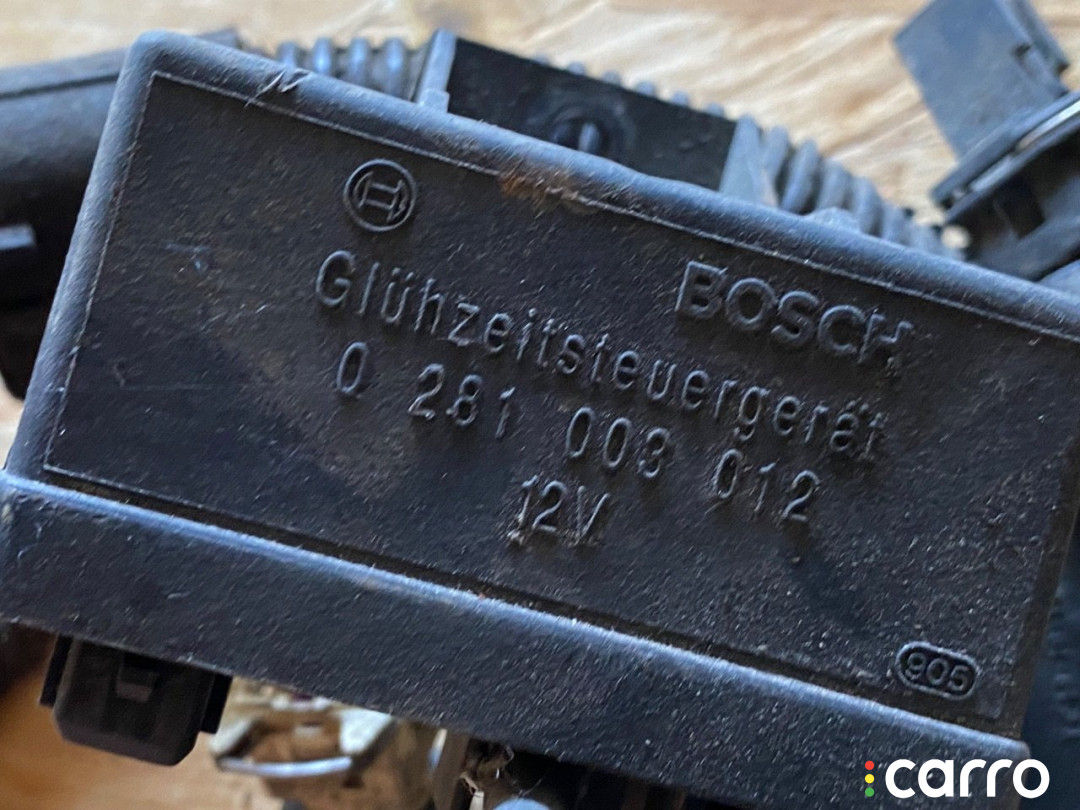 BOSCH
Glühzeitsteuergerät
0 281 003 012
12V
905
carro